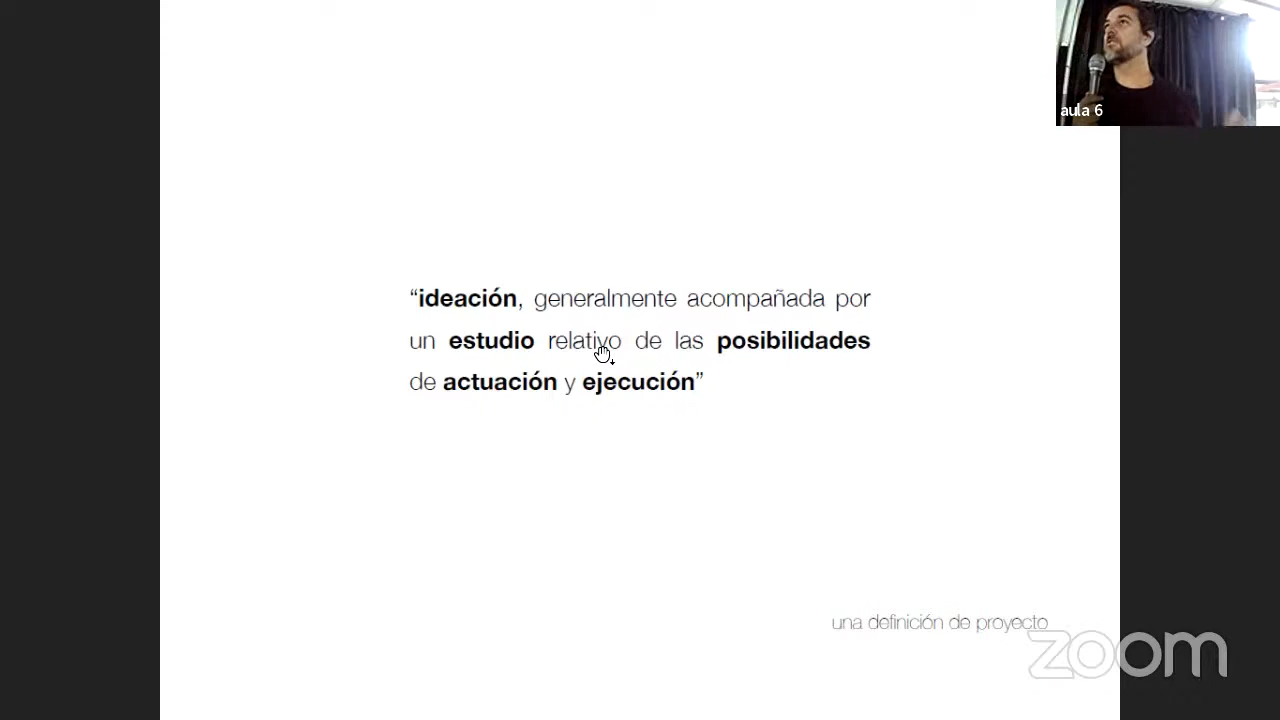 aula 6
“ideación, generalmente acompañada por
un estudio relativo de las posibilidades
de actuación y ejecución”
una definición de proyecto
zoom